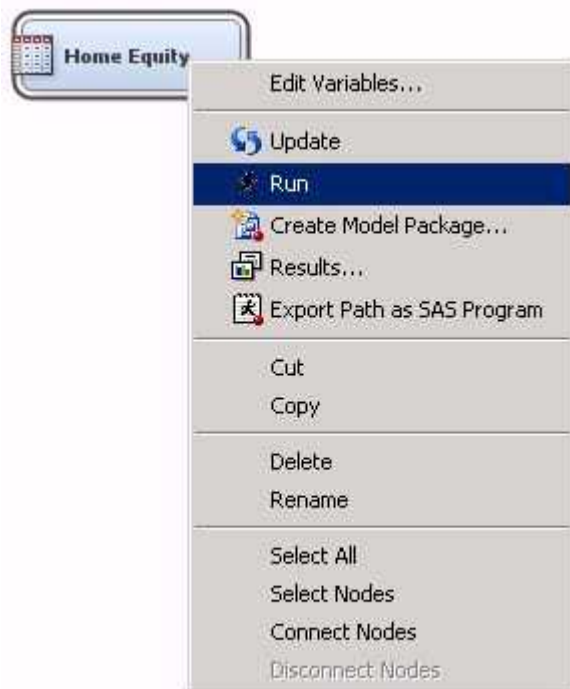 Home Equity
Edit Variables...
Update
Run
Create Model Package...
Results...
Export Path as SAS Program
Cut
Copy
Delete
Rename
Select All
Select Nodes
Connect Nodes
Disconnect Nodes